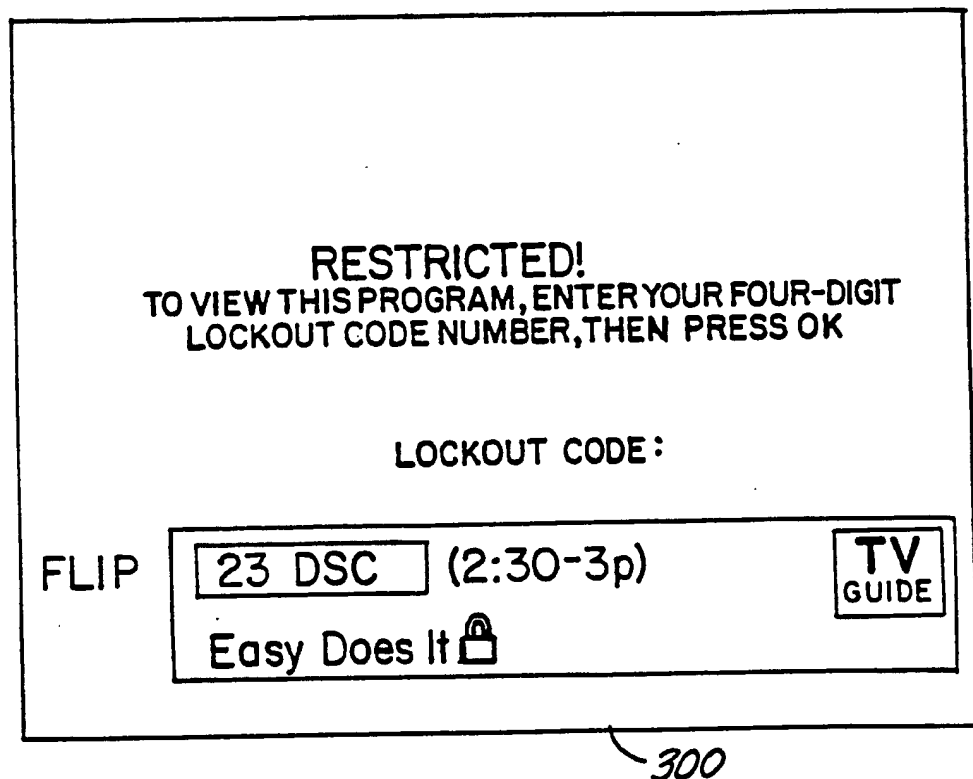 RESTRICTED!
TO VIEW THIS PROGRAM, ENTER YOUR FOUR-DIGIT
LOCKOUT CODE NUMBER, THEN PRESS OK
LOCKOUT CODE:
FLIP 23 DSC (2:30-3p) TV
GUIDE
Easy Does It
300